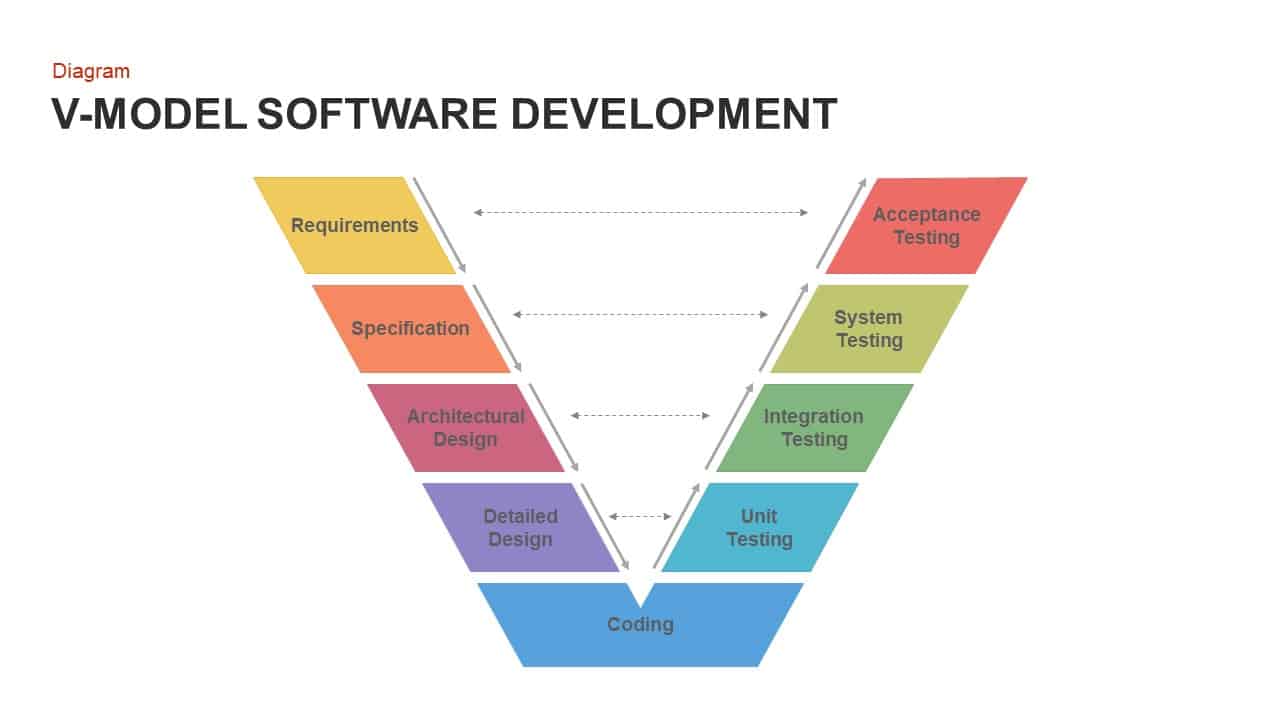 Diagram
V-MODEL SOFTWARE DEVELOPMENT
Requirements
Acceptance
Testing
Specification
System
Testing
Architectural
Design
Integration
Testing
Detailed
Design
Unit
Testing
Coding